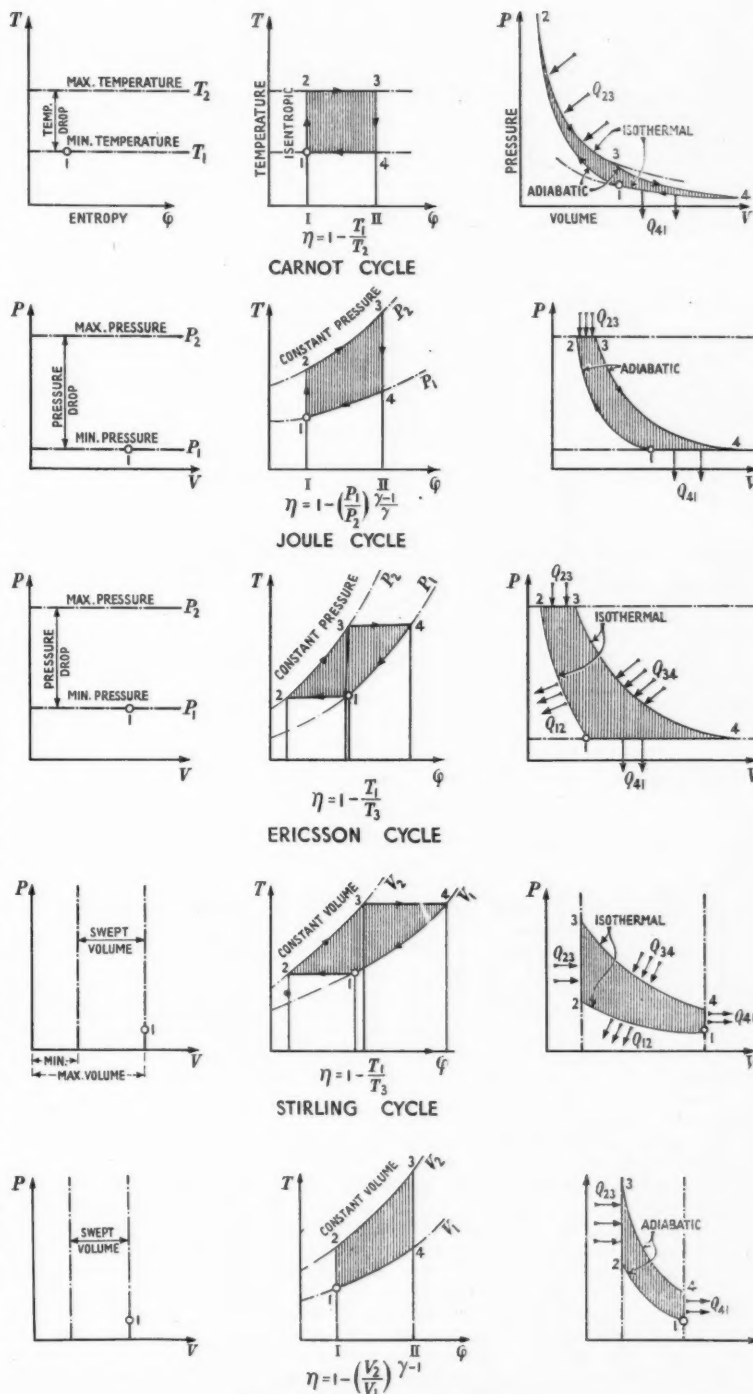 T
MAX. TEMPERATURE
T2
TEMP. DROP
MIN. TEMPERATURE
T1
1
ENTROPY
φ
T
TEMPERATURE
ISENTROPIC
2
3
1
4
I
II
φ
η = 1 - T1/T2
P
PRESSURE
2
Q23
ISOTHERMAL
3
ADIABATIC
1
4
VOLUME
V
Q41
CARNOT CYCLE
P
MAX. PRESSURE
P2
PRESSURE DROP
MIN. PRESSURE
P1
1
V
T
CONSTANT PRESSURE
P2
3
2
P1
1
4
I
II
φ
η = 1 - (P1/P2) γ-1/γ
P
Q23
2
3
ADIABATIC
4
1
V
Q41
JOULE CYCLE
P
MAX. PRESSURE
P2
PRESSURE DROP
MIN. PRESSURE
P1
1
V
T
CONSTANT PRESSURE
P2
P1
3
4
2
1
φ
η = 1 - T1/T3
P
Q23
2
3
ISOTHERMAL
Q34
Q12
1
4
V
Q41
ERICSSON CYCLE
P
SWEPT VOLUME
1
MIN.
MAX. VOLUME
V
T
CONSTANT VOLUME
V2
V1
3
4
2
1
φ
η = 1 - T1/T3
P
3
ISOTHERMAL
Q23
Q34
2
4
Q41
Q12
1
V
STIRLING CYCLE
P
SWEPT VOLUME
1
V
T
CONSTANT VOLUME
3
V2
2
V1
4
1
I
II
φ
η = 1 - (V2/V1) γ-1
P
Q23
3
ADIABATIC
2
4
Q41
1
V